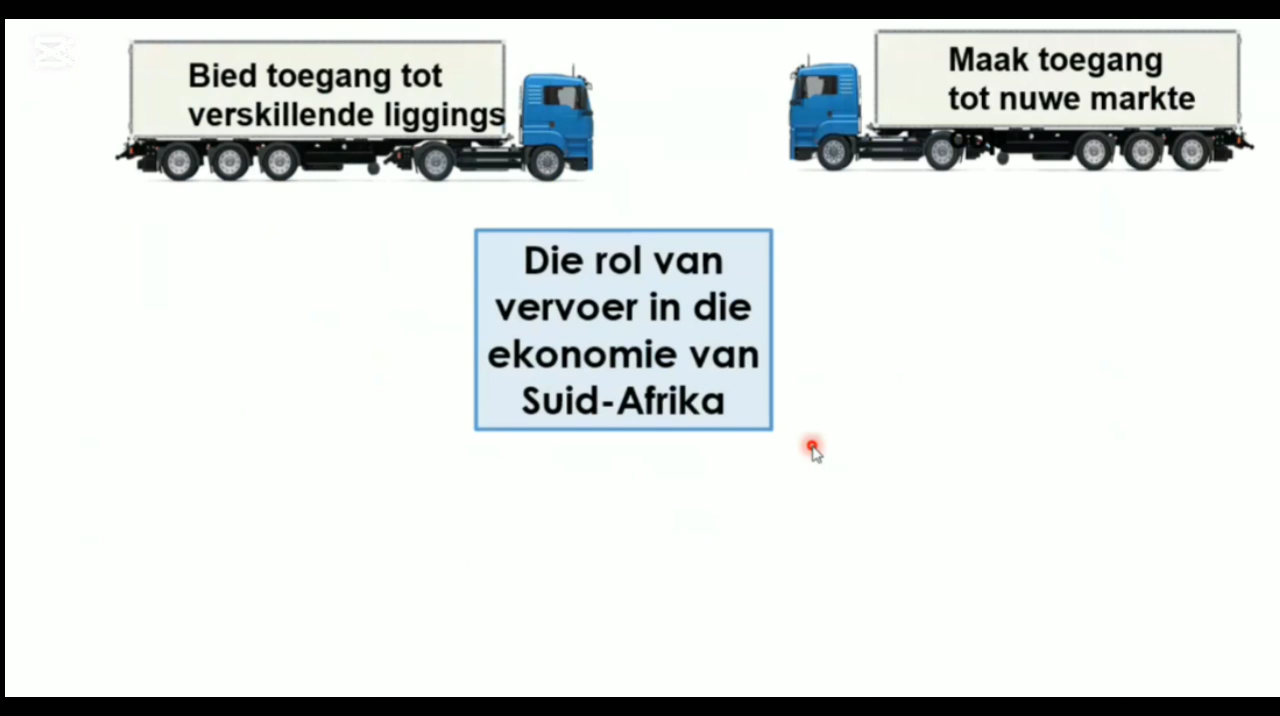 Bied toegang tot
verskillende liggings
Maak toegang
tot nuwe markte
Die rol van
vervoer in die
ekonomie van
Suid-Afrika